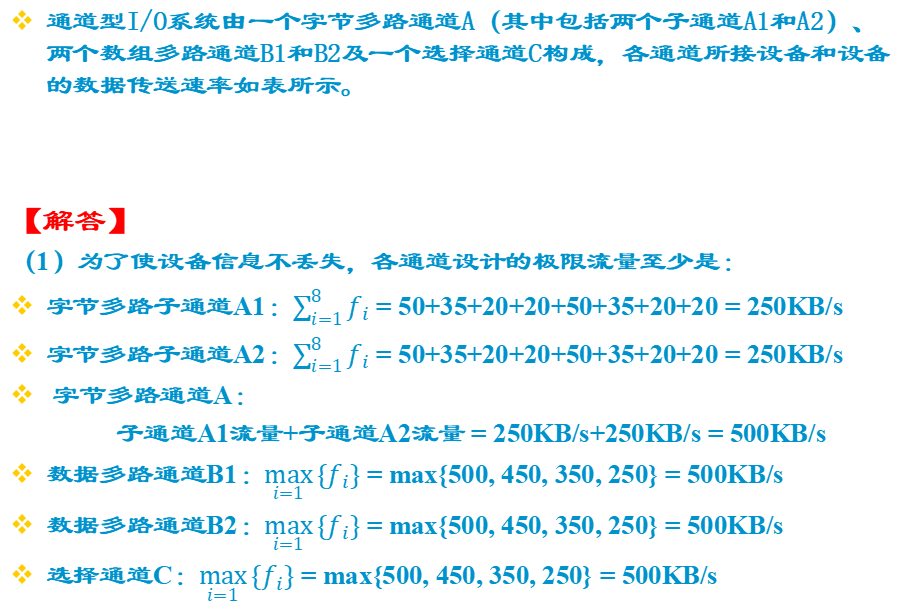 ❖ 通道型I/O系统由一个字节多路通道A（其中包括两个子通道A1和A2）、
两个数组多路通道B1和B2及一个选择通道C构成，各通道所接设备和设备
的数据传送速率如表所示。
【解答】
（1）为了使设备信息不丢失，各通道设计的极限流量至少是：
❖ 字节多路子通道A1：∑_{i=1}^{8} f_i = 50+35+20+20+50+35+20+20 = 250KB/s
❖ 字节多路子通道A2：∑_{i=1}^{8} f_i = 50+35+20+20+50+35+20+20 = 250KB/s
❖ 字节多路通道A：
子通道A1流量+子通道A2流量 = 250KB/s+250KB/s = 500KB/s
❖ 数据多路通道B1：max_{i=1}{f_i} = max{500, 450, 350, 250} = 500KB/s
❖ 数据多路通道B2：max_{i=1}{f_i} = max{500, 450, 350, 250} = 500KB/s
❖ 选择通道C：max_{i=1}{f_i} = max{500, 450, 350, 250} = 500KB/s